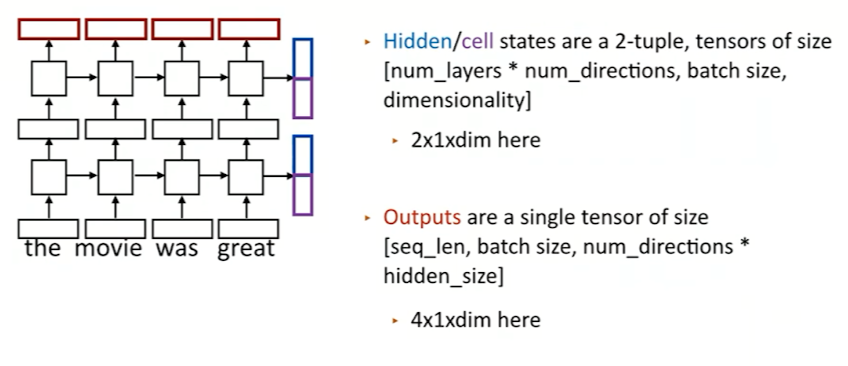 the movie was great
Hidden/cell states are a 2-tuple, tensors of size
[num_layers * num_directions, batch size,
dimensionality]
2x1xdim here
Outputs are a single tensor of size
[seq_len, batch size, num_directions *
hidden_size]
4x1xdim here